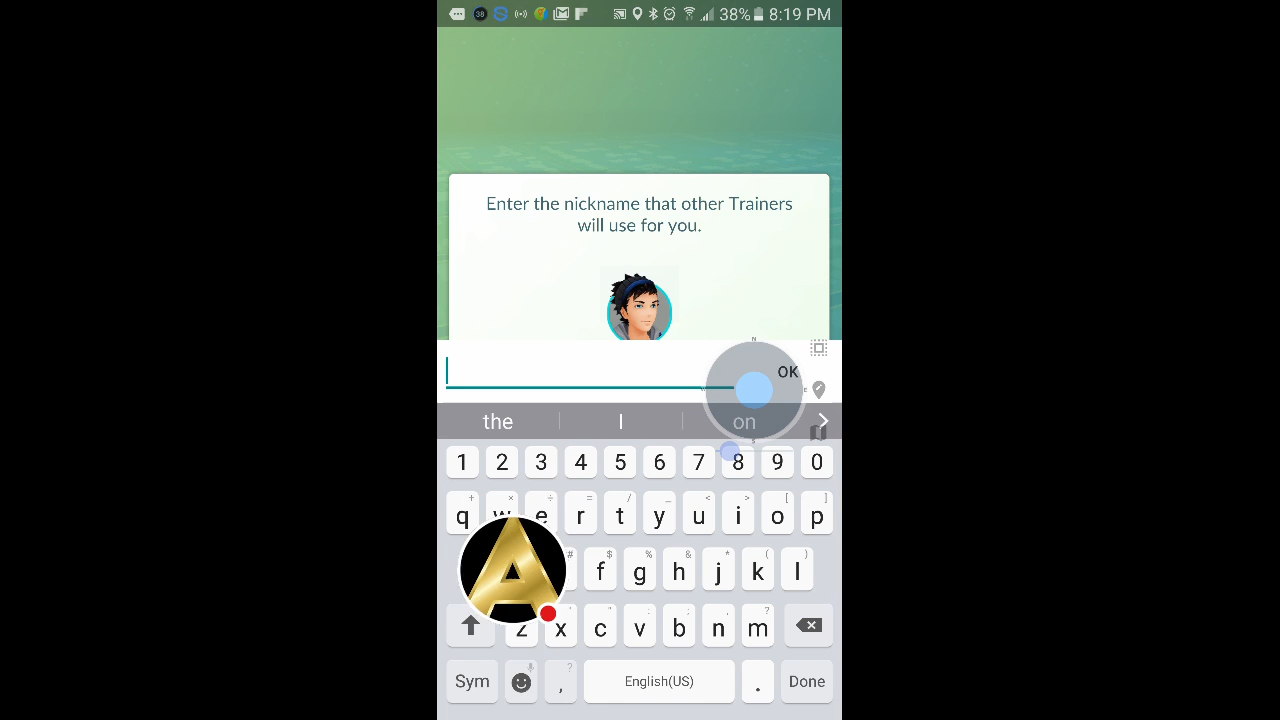 38 38% 8:19 PM
Enter the nickname that other Trainers
will use for you.
N
OK
E
S
the I on
1 2 3 4 5 6 7 8 9 0
+ × ÷ = / _ < > [ ]
q w e r t y u i o p
# $ % & * ( )
f g h j k l
A
' " : ; , ?
z x c v b n m
?
Sym , English(US) . Done